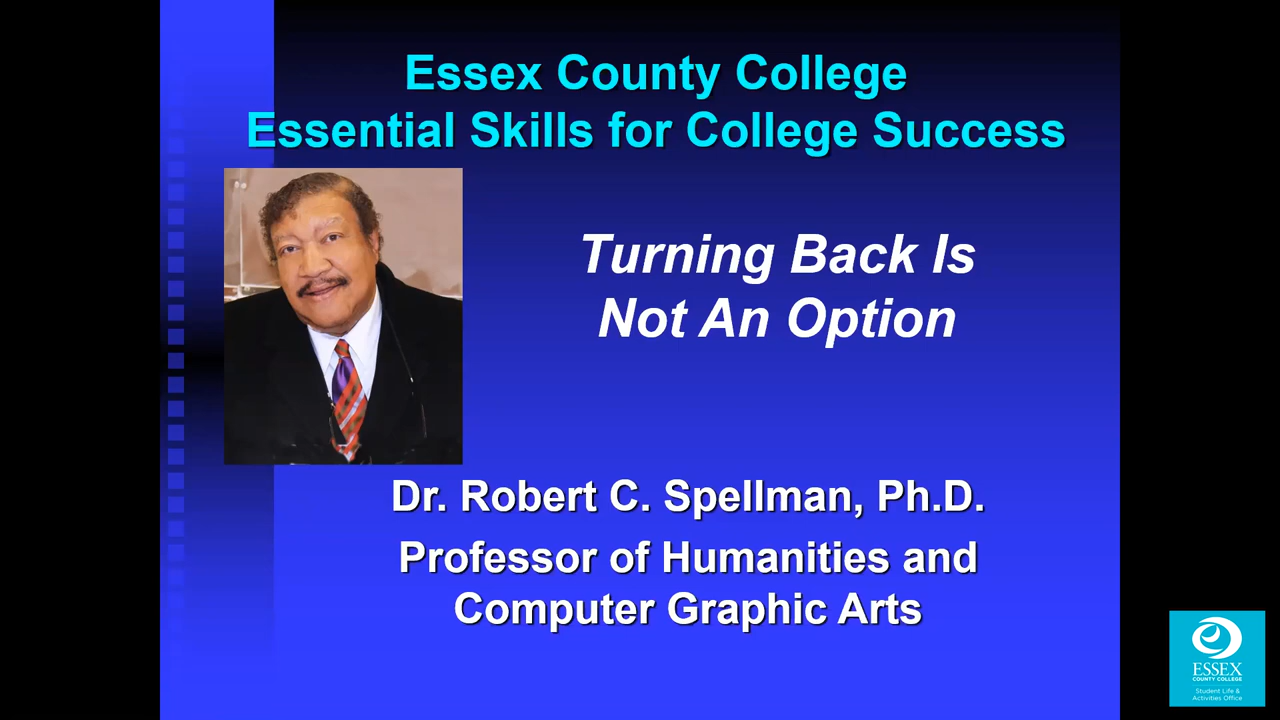 Essex County College
Essential Skills for College Success
Turning Back Is
Not An Option
Dr. Robert C. Spellman, Ph.D.
Professor of Humanities and
Computer Graphic Arts
ESSEX
COUNTY COLLEGE
Student Life &
Activities Office